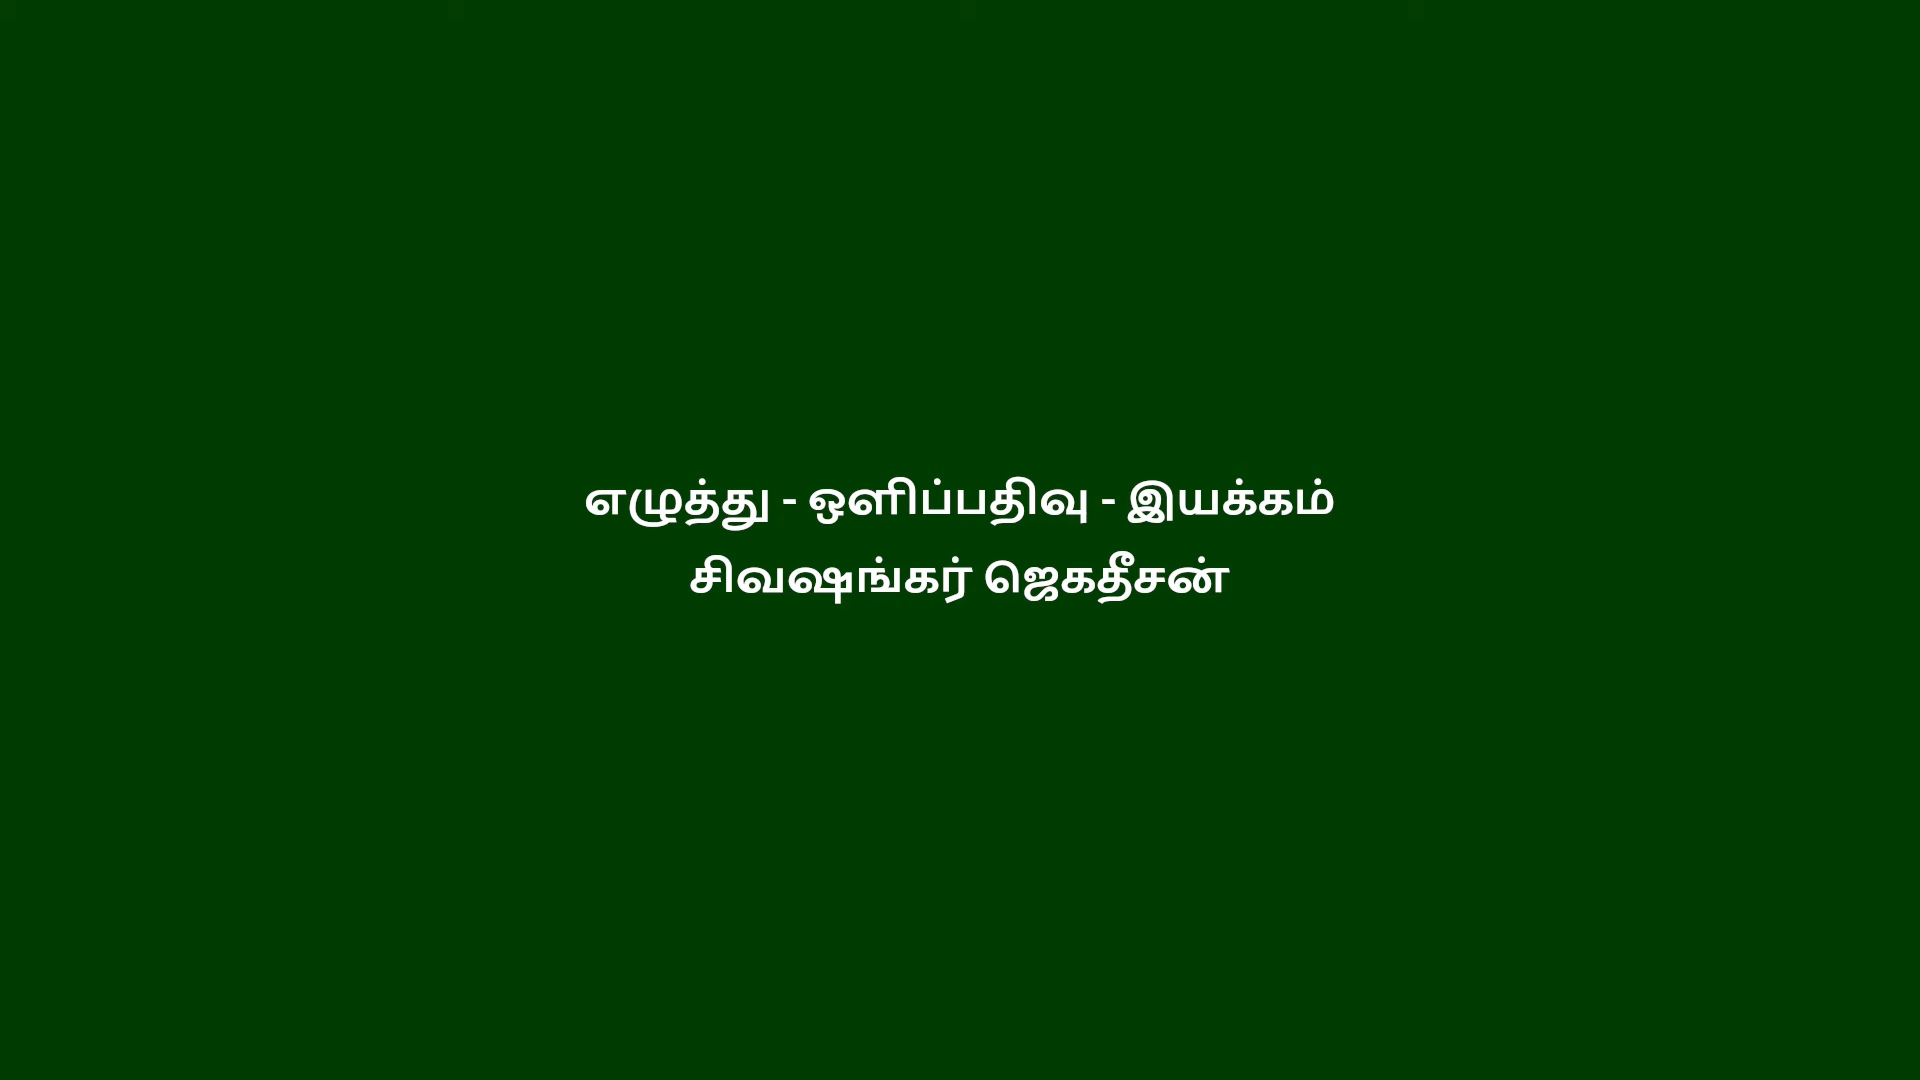 எழுத்து - ஒளிப்பதிவு - இயக்கம்
சிவஷங்கர் ஜெகதீசன்